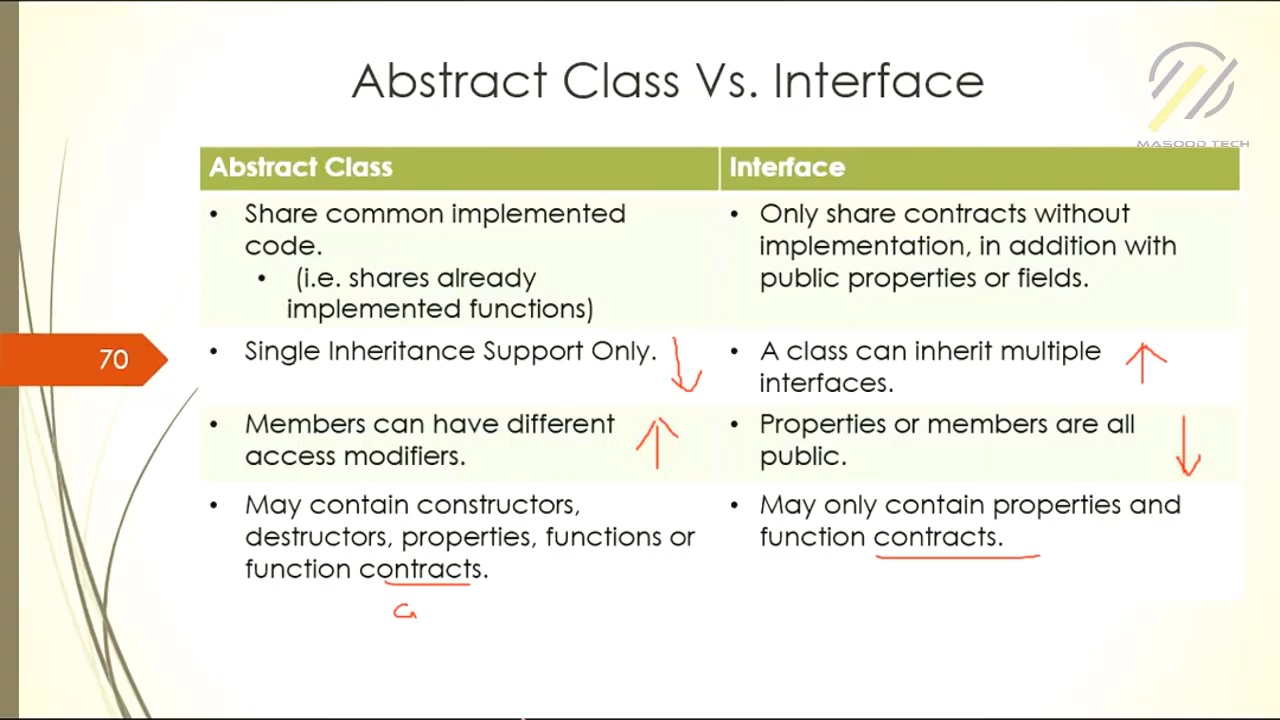 Abstract Class Vs. Interface
MASOOD TECH
Abstract Class
Interface
• Share common implemented
code.
• (i.e. shares already
implemented functions)
• Only share contracts without
implementation, in addition with
public properties or fields.
70
• Single Inheritance Support Only.
• A class can inherit multiple
interfaces.
• Members can have different
access modifiers.
• Properties or members are all
public.
• May contain constructors,
destructors, properties, functions or
function contracts.
• May only contain properties and
function contracts.